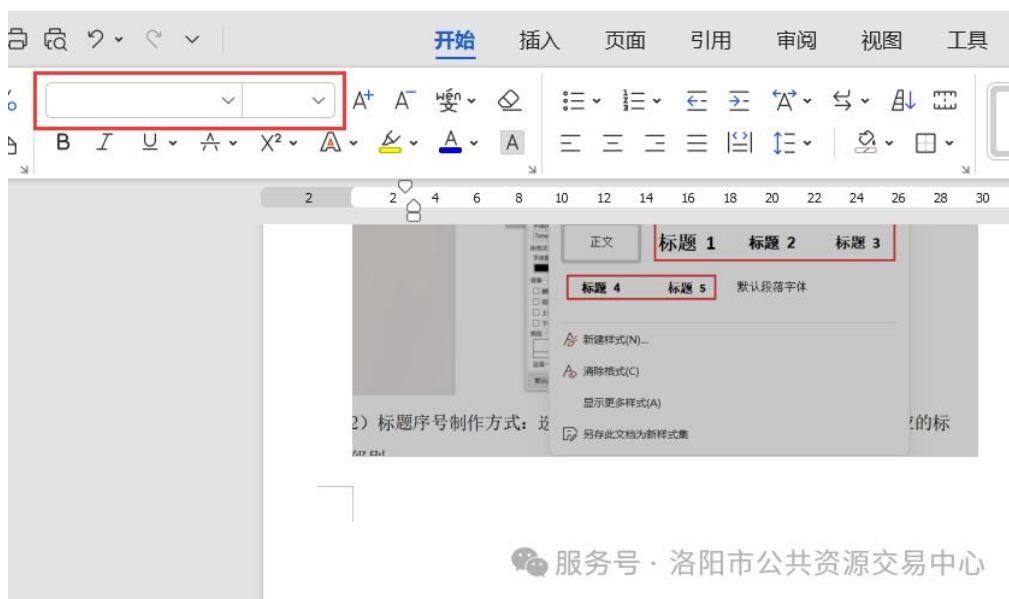 开始 插入 页面 引用 审阅 视图 工具
A+ A- wén 变
B I U A X² A A A
2 2 4 6 8 10 12 14 16 18 20 22 24 26 28 30
正文 标题 1 标题 2 标题 3
标题 4 标题 5 默认段落字体
新建样式(N)...
清除格式(C)
显示更多样式(A)
2）标题序号制作方式：选 的标
另存此文档为新样式集
服务号 · 洛阳市公共资源交易中心